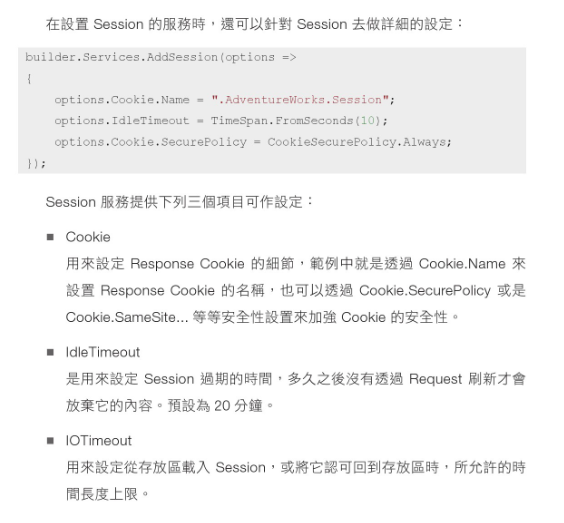 在設置 Session 的服務時，還可以針對 Session 去做詳細的設定：
builder.Services.AddSession(options =>
{
    options.Cookie.Name = ".AdventureWorks.Session";
    options.IdleTimeout = TimeSpan.FromSeconds(10);
    options.Cookie.SecurePolicy = CookieSecurePolicy.Always;
});
Session 服務提供下列三個項目可作設定：
■ Cookie
用來設定 Response Cookie 的細節，範例中就是透過 Cookie.Name 來
設置 Response Cookie 的名稱，也可以透過 Cookie.SecurePolicy 或是
Cookie.SameSite... 等等安全性設置來加強 Cookie 的安全性。
■ IdleTimeout
是用來設定 Session 過期的時間，多久之後沒有透過 Request 刷新才會
放棄它的內容。預設為 20 分鐘。
■ IOTimeout
用來設定從存放區載入 Session，或將它認可回到存放區時，所允許的時
間長度上限。